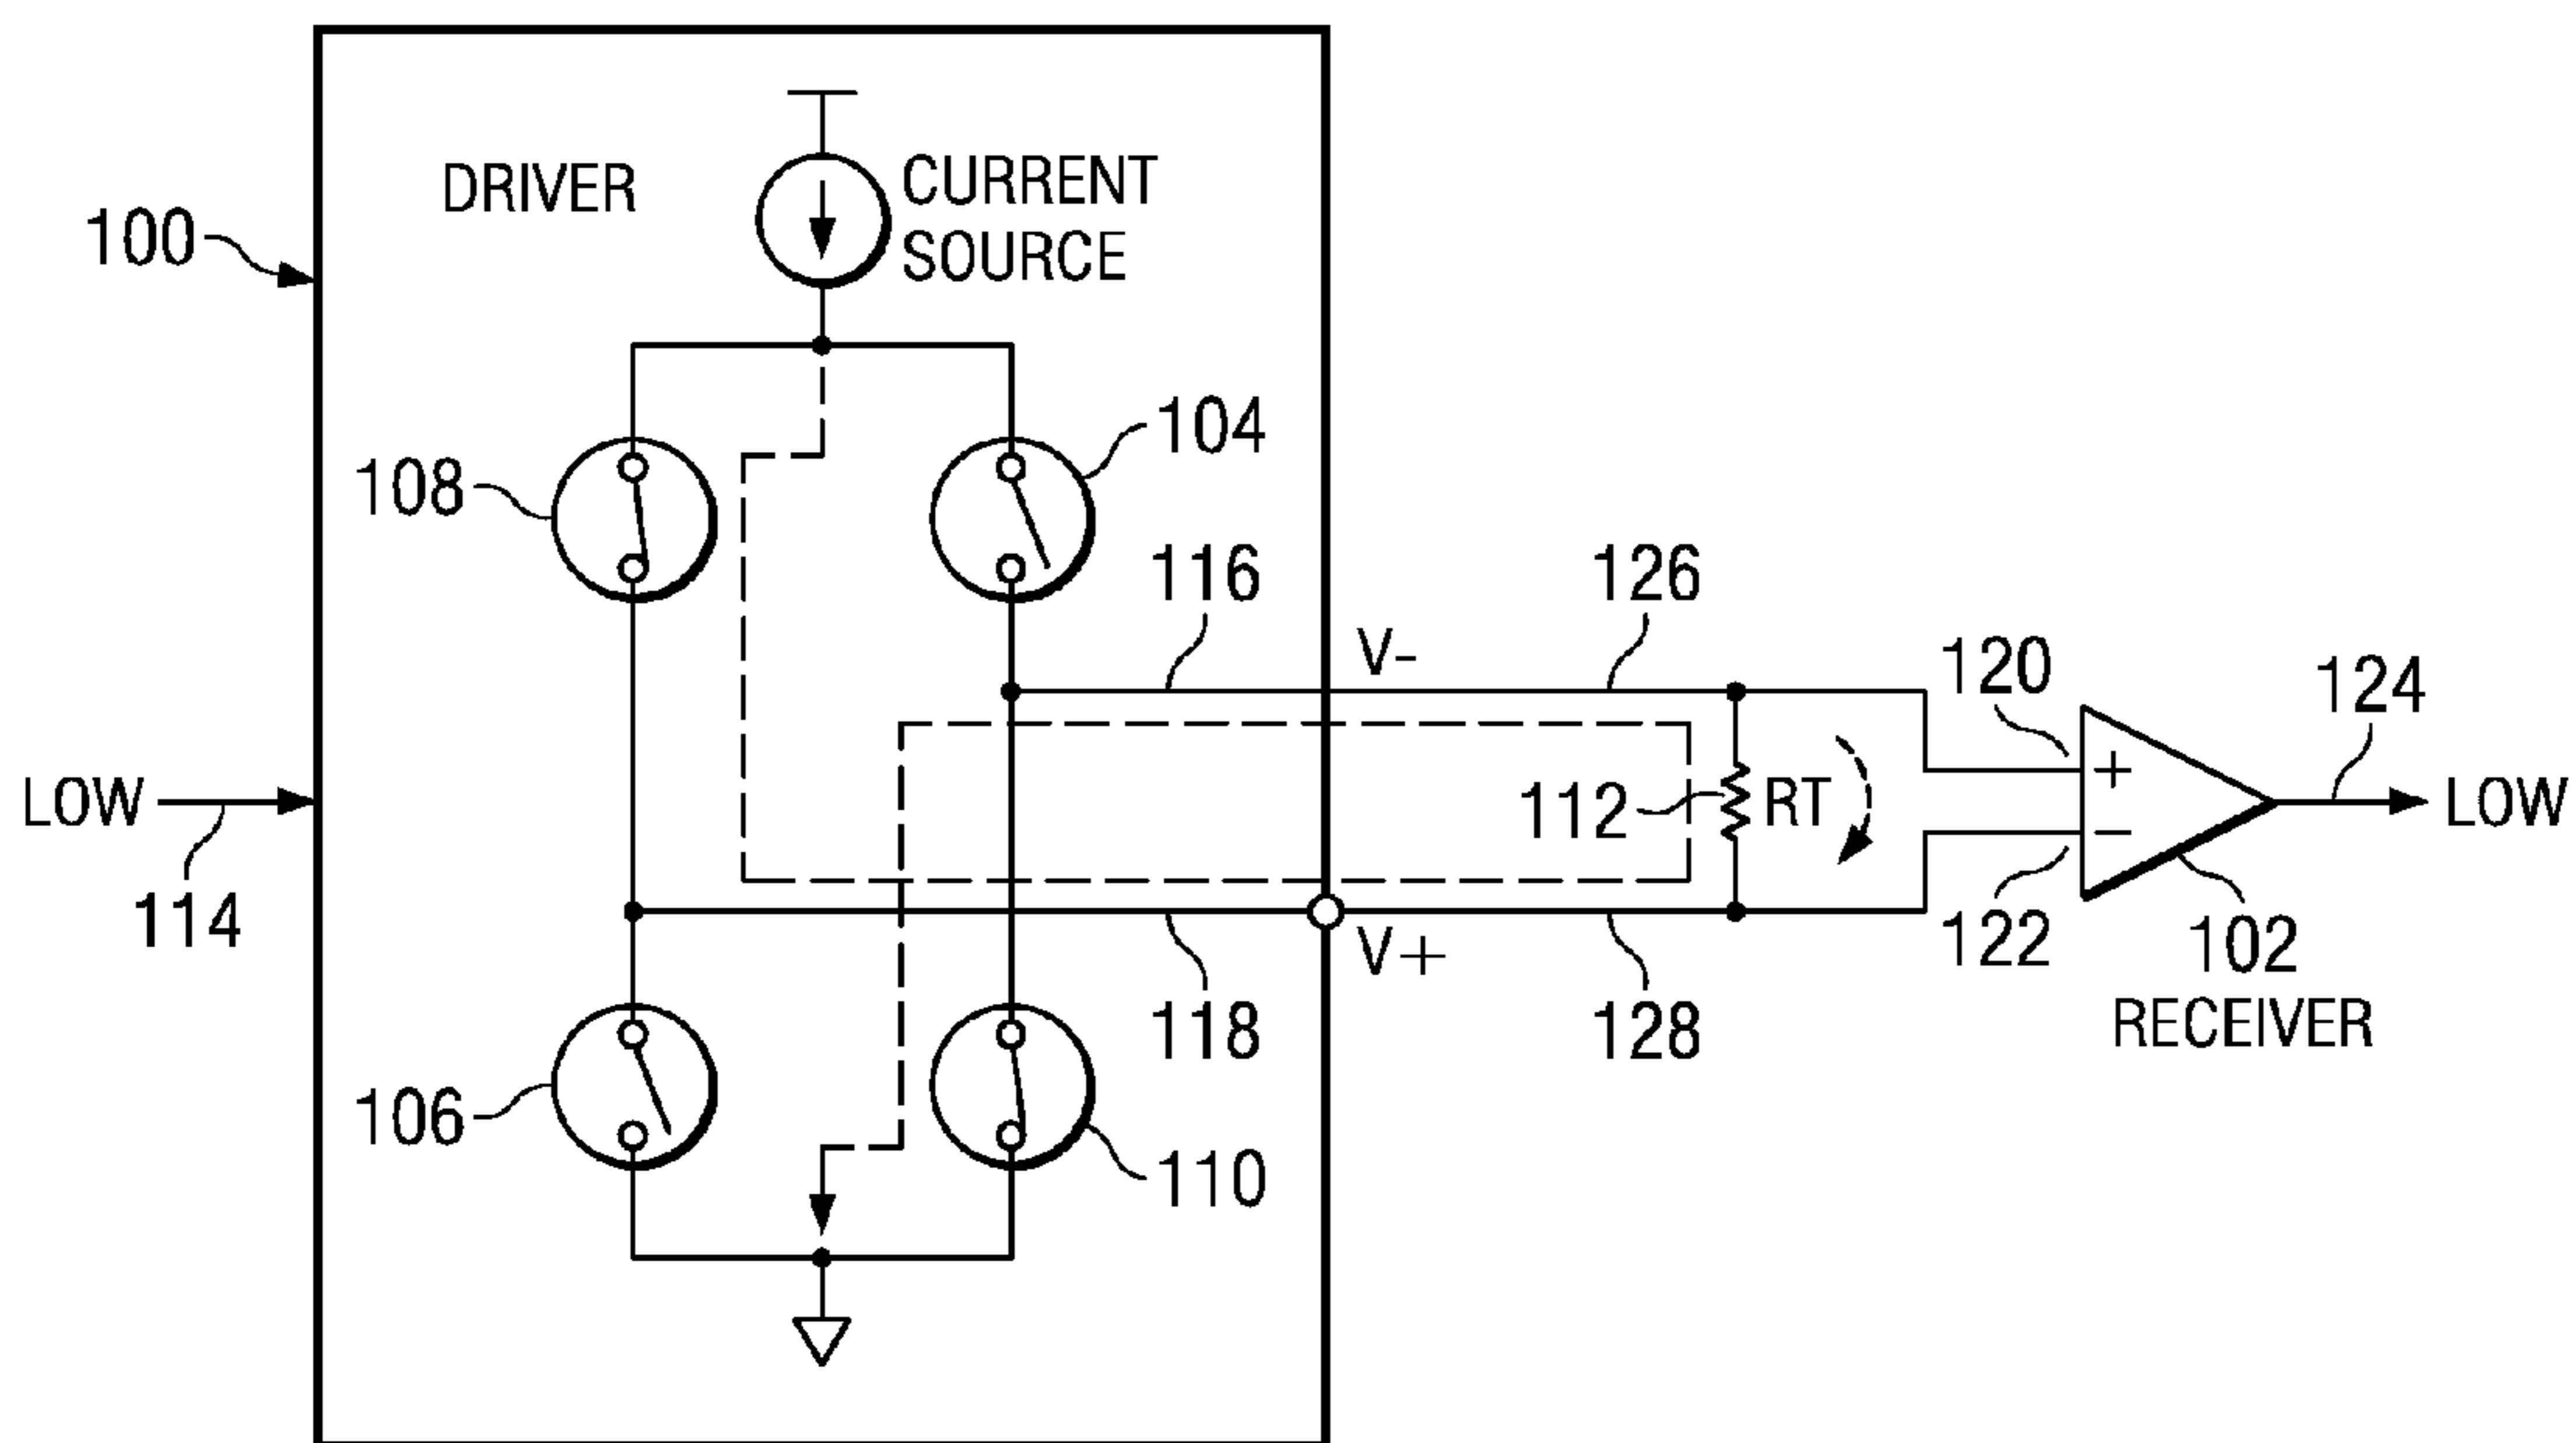 DRIVER
CURRENT
SOURCE
100
108
104
116
126
V-
120
124
LOW
114
112
RT
+
−
LOW
122
102
RECEIVER
V+
118
128
106
110